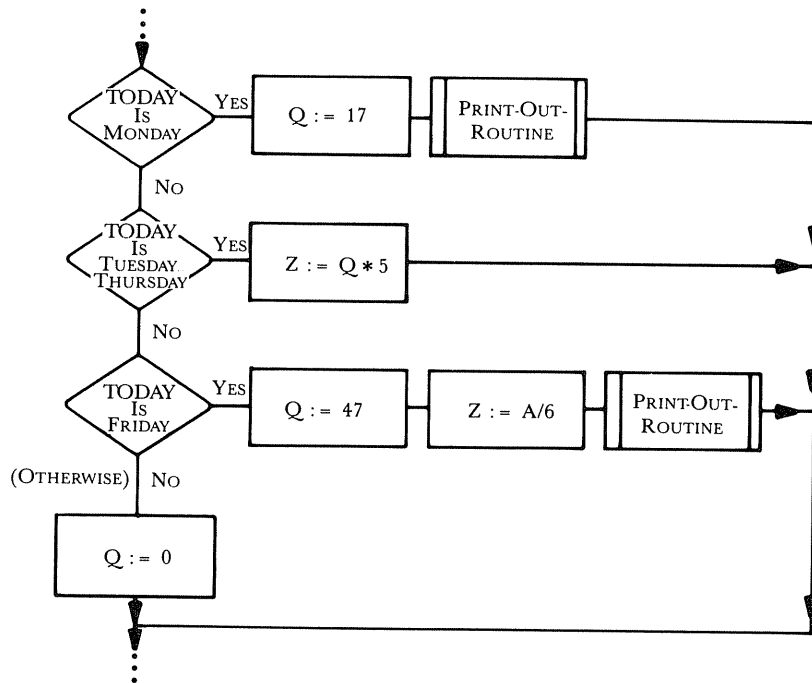 TODAY
IS
MONDAY
YES
Q := 17
PRINT-OUT-
ROUTINE
NO
TODAY
IS
TUESDAY,
THURSDAY
YES
Z := Q * 5
NO
TODAY
IS
FRIDAY
YES
Q := 47
Z := A/6
PRINT-OUT-
ROUTINE
(OTHERWISE)
NO
Q := 0